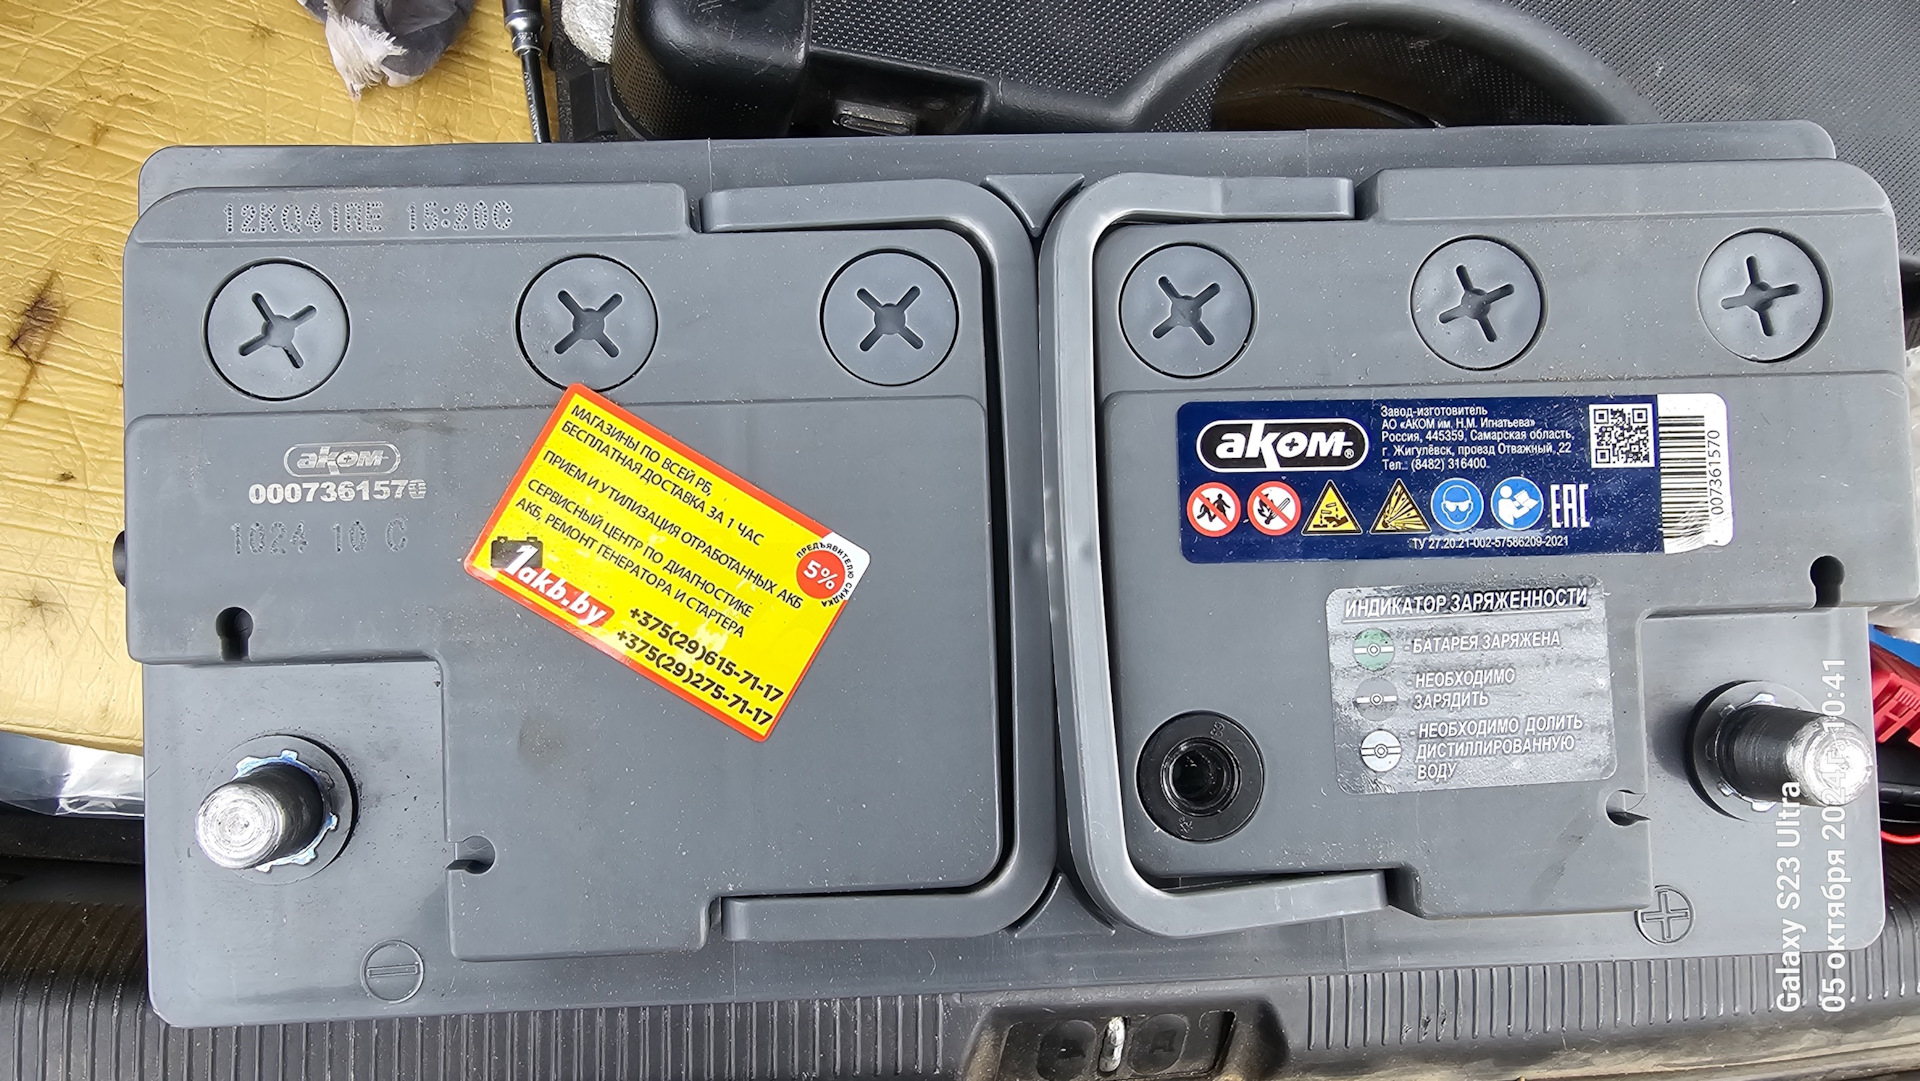 12KQ41RE 15:20C
аком
0007361570
1024 10 C
МАГАЗИНЫ ПО ВСЕЙ РБ,
БЕСПЛАТНАЯ ДОСТАВКА ЗА 1 ЧАС
ПРИЕМ И УТИЛИЗАЦИЯ ОТРАБОТАННЫХ АКБ
СЕРВИСНЫЙ ЦЕНТР ПО ДИАГНОСТИКЕ
АКБ, РЕМОНТ ГЕНЕРАТОРА И СТАРТЕРА
1akb.by
+375(29)615-71-17
+375(29)275-71-17
ПРЕДЪЯВИТЕЛЮ СКИДКА
5%
аком®
Завод-изготовитель
АО «АКОМ им. Н.М. Игнатьева»
Россия, 445359, Самарская область,
г. Жигулёвск, проезд Отважный, 22
Тел.: (8482) 316400
EAC
ТУ 27.20.21-002-57586209-2021
0007361570
ИНДИКАТОР ЗАРЯЖЕННОСТИ
- БАТАРЕЯ ЗАРЯЖЕНА
- НЕОБХОДИМО
ЗАРЯДИТЬ
- НЕОБХОДИМО ДОЛИТЬ
ДИСТИЛЛИРОВАННУЮ
ВОДУ
Galaxy S23 Ultra
05 октября 2024 г. 10:41